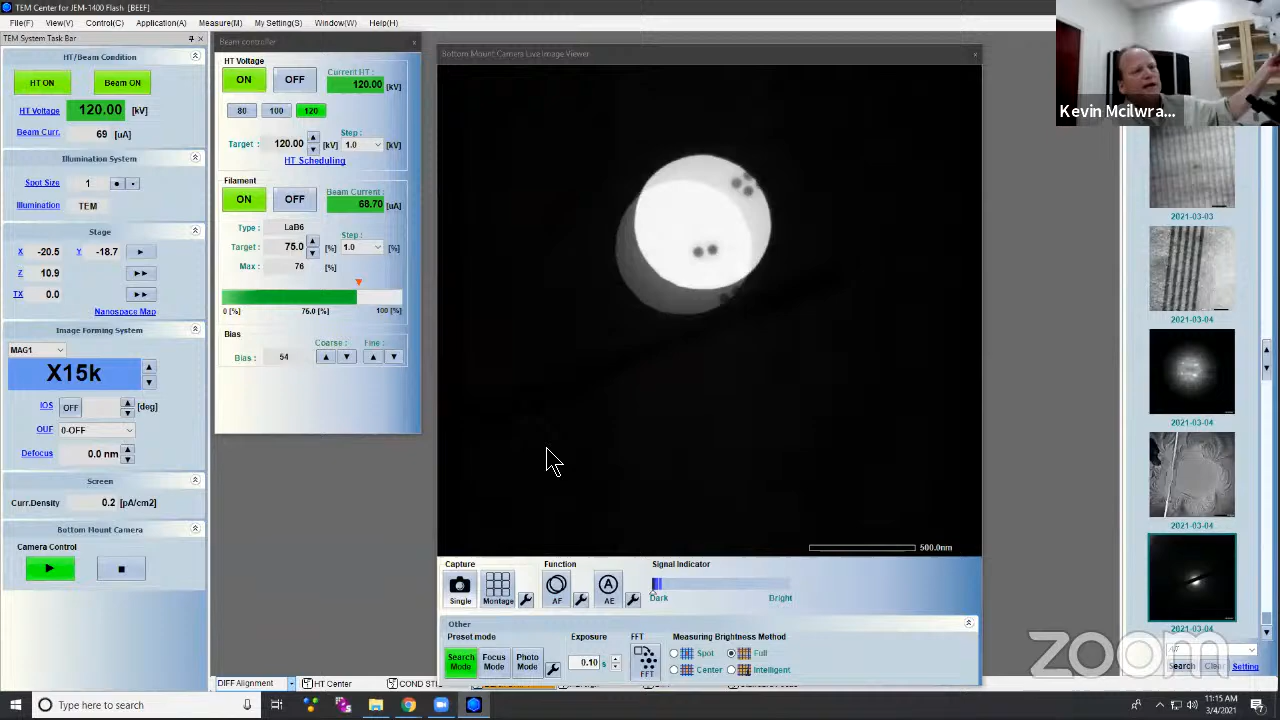 TEM Center for JEM-1400 Flash [BEEF]
File(F) View(V) Camera(C) Measure(M) My Setting(S) Window(W) Help(H)
TEM System Task Bar
HT/Beam Condition
HT ON Beam ON
HT Voltage 120.00 [kV]
Beam Curr. 69 [uA]
Illumination System
Spot Size 1
Illumination TEM
Stage
X -20.5 Y -18.7
Z 10.9
TX 0.0
Nanospace Map
Image Forming System
MAG1
X15k
IOS OFF [deg]
OUF 0-OFF
Defocus 0.0 nm
Screen
Curr.Density 0.2 [pA/cm2]
Bottom Mount Camera
Camera Control
Beam controller
HT Voltage
ON OFF Current HT:
120.00 [kV]
80 100 120
Target : 120.00 [kV] Step : 1.0 [kV]
HT Scheduling
Filament
ON OFF Beam Current :
68.70 [uA]
Type : LaB6
Target : 75.0 [%] Step : 1.0 [%]
Max : 76 [%]
0 [%] 75.0 [%] 100 [%]
Bias
Coarse : Fine :
Bias : 54
Bottom Mount Camera Live Image Viewer
500.0nm
Capture Function Signal Indicator
Single Montage AF AE
Dark Bright
Other
Preset mode Exposure FFT Measuring Brightness Method
Search Mode Focus Mode Photo Mode 0.10 s FFT
Spot Full
Center Intelligent
DIFF Alignment HT Center
Kevin Mcilwra...
2021-03-03
2021-03-04
2021-03-04
2021-03-04
2021-03-04
Search Clear Setting
zoom
Type here to search
11:15 AM
3/4/2021